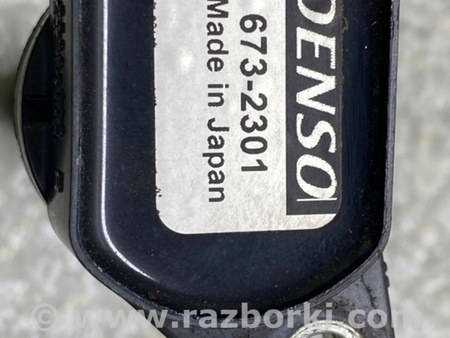 DENSO
673-2301
Made in Japan
www.razborki.com